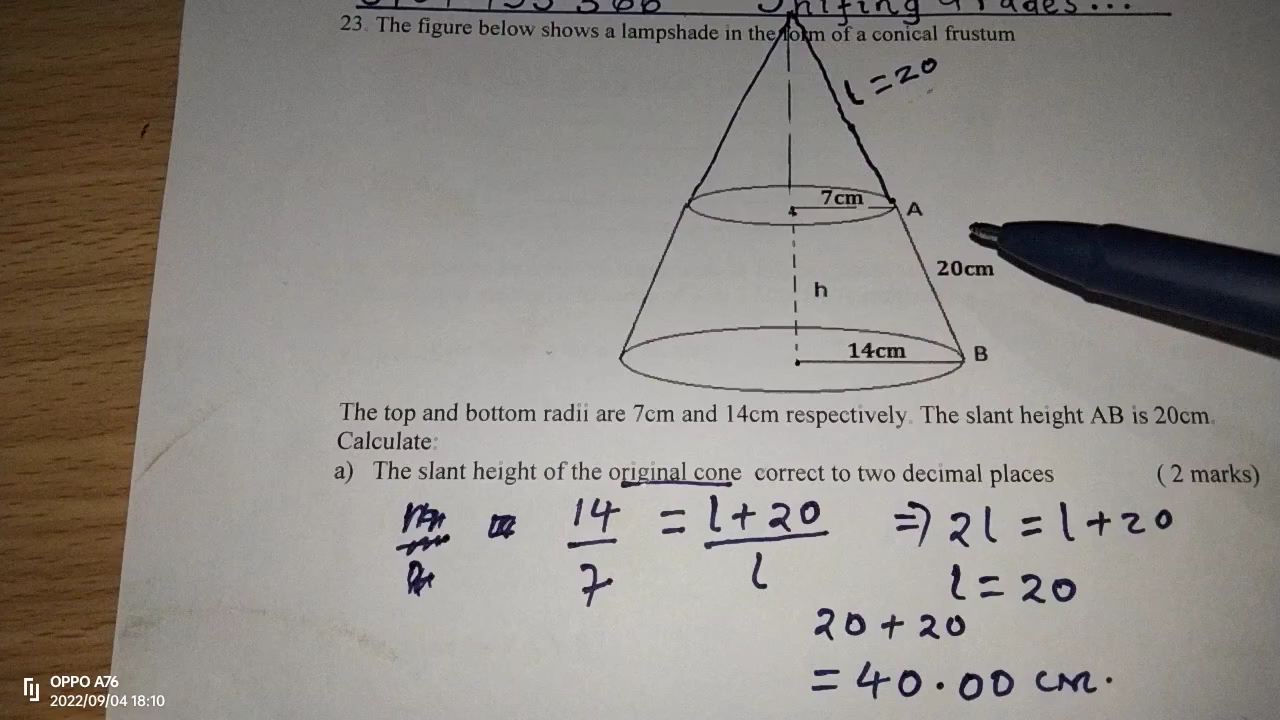 Shifting Grades...
23. The figure below shows a lampshade in the form of a conical frustum
l = 20
7cm
A
20cm
h
14cm
B
The top and bottom radii are 7cm and 14cm respectively. The slant height AB is 20cm.
Calculate:
a) The slant height of the original cone correct to two decimal places ( 2 marks)
14/7 = l + 20/l ⇒ 2l = l + 20
l = 20
20 + 20
= 40.00 cm.
OPPO A76
2022/09/04 18:10